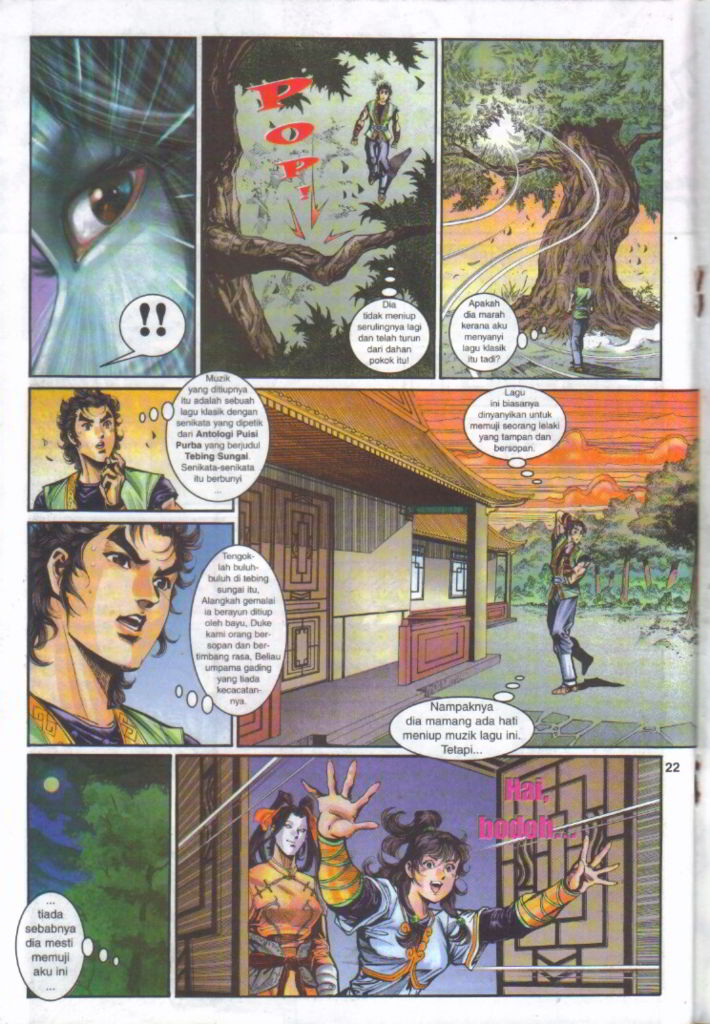 !!
POP!
Dia
tidak meniup
serulingnya lagi
dan telah turun
dari dahan
pokok itu!
Apakah
dia marah
kerana aku
menyanyi
lagu klasik
itu tadi?
Muzik
yang ditiupnya
itu adalah sebuah
lagu klasik dengan
senikata yang dipetik
dari Antologi Puisi
Purba yang berjudul
Tebing Sungai.
Senikata-senikata
itu berbunyi
...
Lagu
ini biasanya
dinyanyikan untuk
memuji seorang lelaki
yang tampan dan
bersopan.
Tengok-
lah buluh-
buluh di tebing
sungai itu,
Alangkah gemalai
ia berayun ditiup
oleh bayu, Duke
kami orang ber-
sopan dan ber-
timbang rasa, Beliau
umpama gading
yang tiada
kecacatan-
nya.
Nampaknya
dia mamang ada hati
meniup muzik lagu ini.
Tetapi...
22
...
tiada
sebabnya
dia mesti
memuji
aku ini
...
Hai,
bodoh...